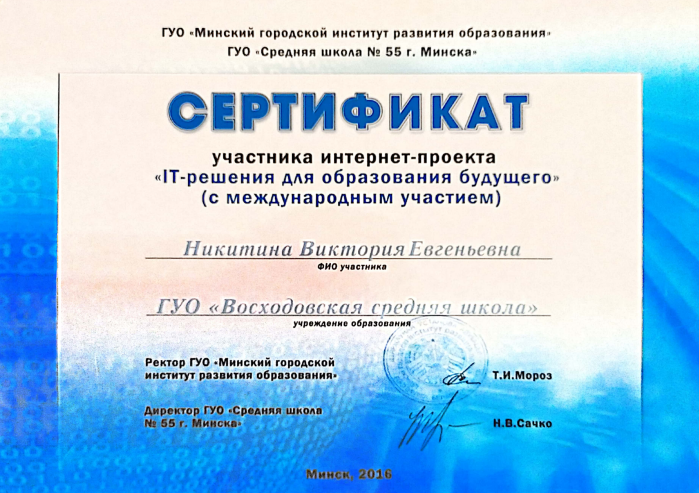 ГУО «Минский городской институт развития образования»
ГУО «Средняя школа № 55 г. Минска»
СЕРТИФИКАТ
участника интернет-проекта
«IT-решения для образования будущего»
(с международным участием)
Никитина Виктория Евгеньевна
ФИО участника
ГУО «Восходовская средняя школа»
учреждение образования
Ректор ГУО «Минский городской
институт развития образования»
Т.И.Мороз
Директор ГУО «Средняя школа
№ 55 г. Минска»
Н.В.Сачко
Минск, 2016